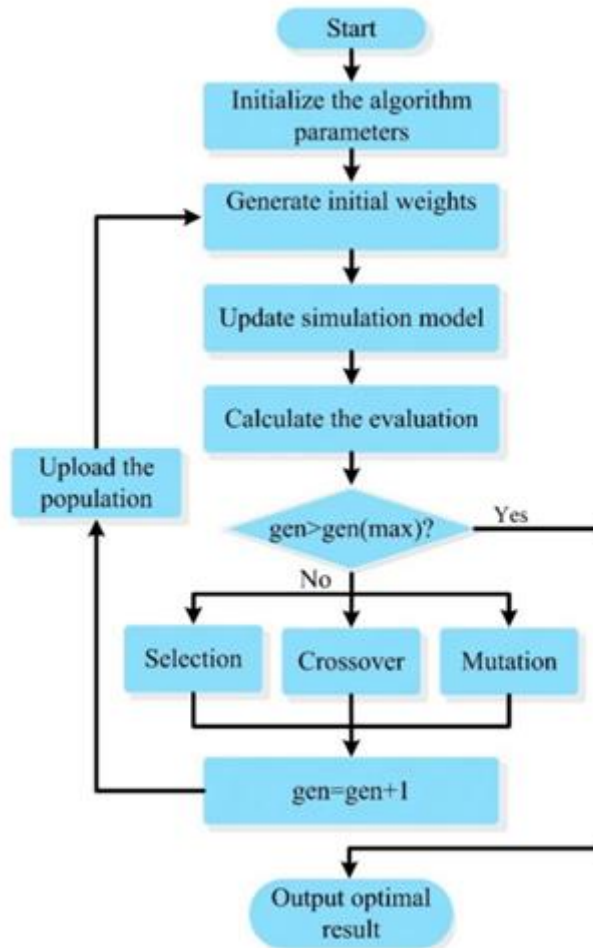 Start
Initialize the algorithm
parameters
Generate initial weights
Update simulation model
Calculate the evaluation
Upload the
population
gen>gen(max)?
Yes
No
Selection
Crossover
Mutation
gen=gen+1
Output optimal
result